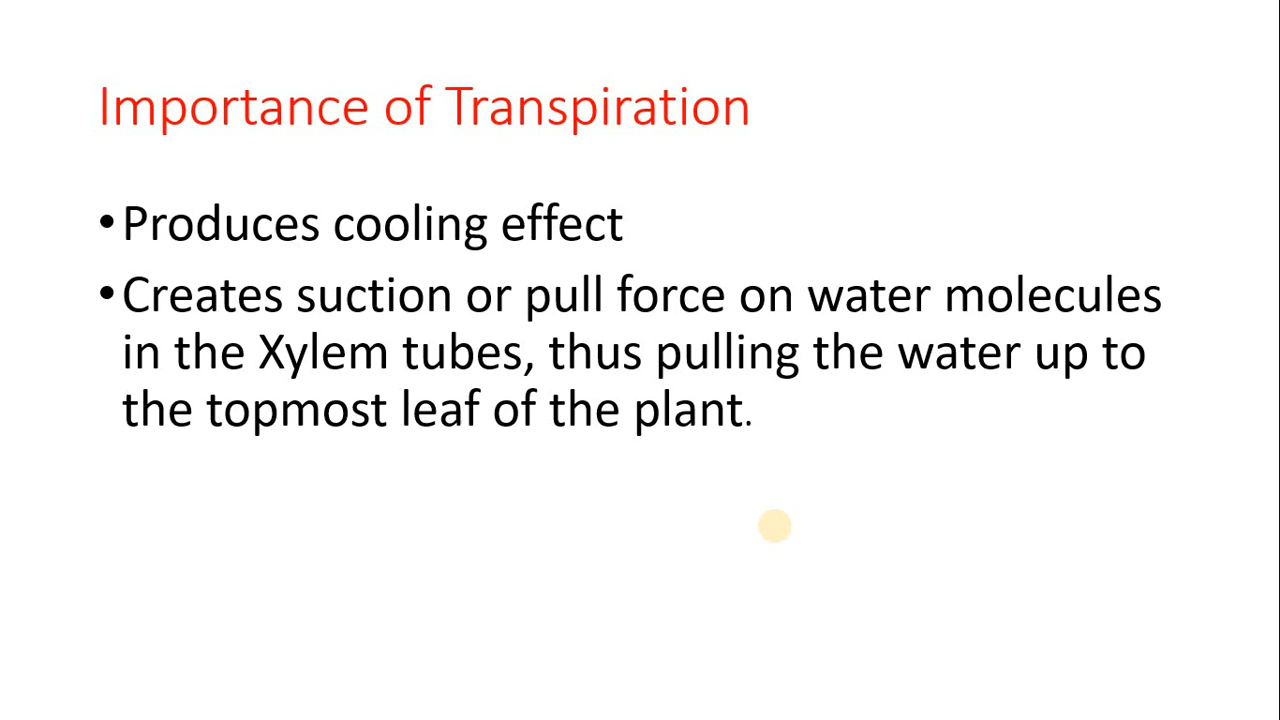 Importance of Transpiration
•Produces cooling effect
•Creates suction or pull force on water molecules
in the Xylem tubes, thus pulling the water up to
the topmost leaf of the plant.